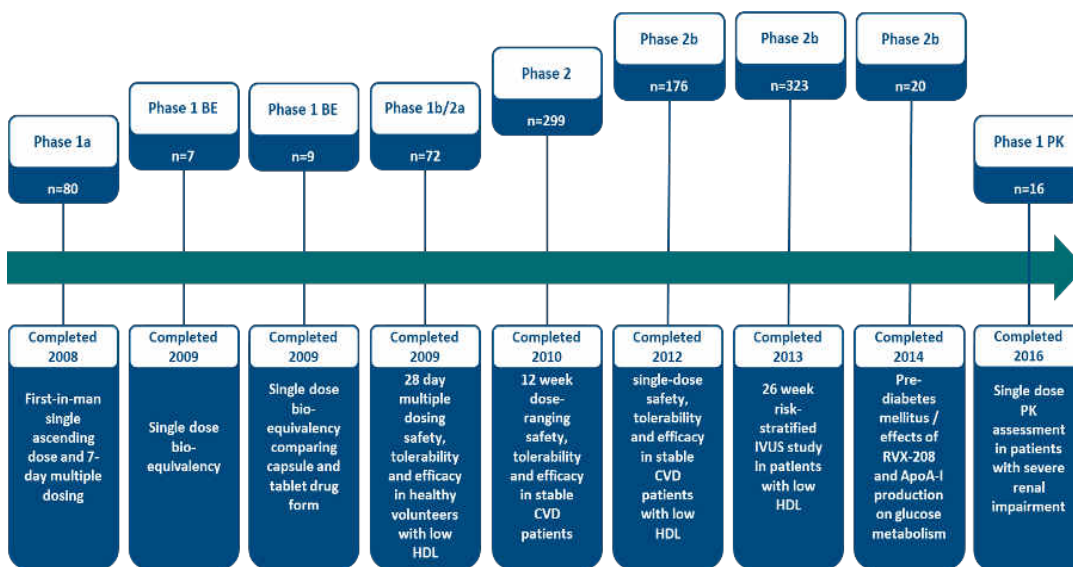 Phase 1a
n=80
Phase 1 BE
n=7
Phase 1 BE
n=9
Phase 1b/2a
n=72
Phase 2
n=299
Phase 2b
n=176
Phase 2b
n=323
Phase 2b
n=20
Phase 1 PK
n=16
Completed
2008
First-in-man
single
ascending
dose and 7-
day multiple
dosing
Completed
2009
Single dose
bio-
equivalency
Completed
2009
Single dose
bio-
equivalency
comparing
capsule and
tablet drug
form
Completed
2009
28 day
multiple
dosing
safety,
tolerability
and efficacy
in healthy
volunteers
with low
HDL
Completed
2010
12 week
dose-
ranging
safety,
tolerability
and efficacy
in stable CVD
patients
Completed
2012
single-dose
safety,
tolerability
and efficacy
in stable
CVD
patients
with low
HDL
Completed
2013
26 week
risk-
stratified
IVUS study
in patients
with low
HDL
Completed
2014
Pre-
diabetes
mellitus /
effects of
RVX-208
and ApoA-I
production
on glucose
metabolism
Completed
2016
Single dose
PK
assessment
in patients
with severe
renal
impairment